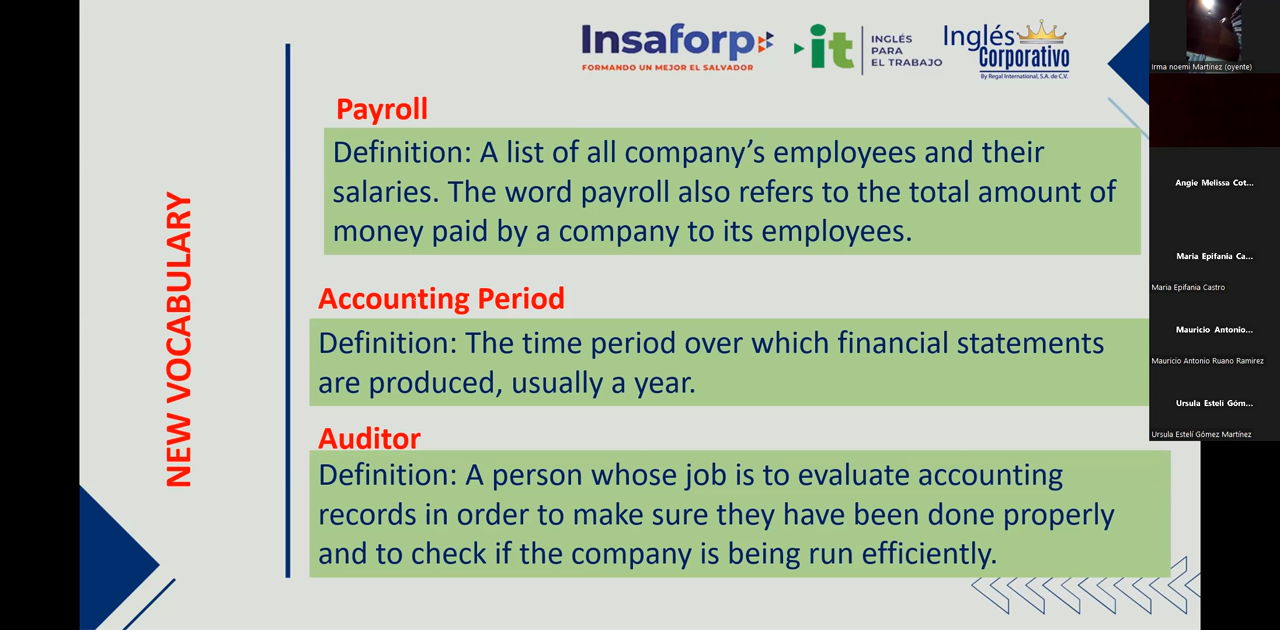 Insaforp
FORMANDO UN MEJOR EL SALVADOR
it
INGLÉS
PARA
EL TRABAJO
Inglés
Corporativo
By Regal International, S.A. de C.V.
NEW VOCABULARY
Payroll
Definition: A list of all company’s employees and their
salaries. The word payroll also refers to the total amount of
money paid by a company to its employees.
Accounting Period
Definition: The time period over which financial statements
are produced, usually a year.
Auditor
Definition: A person whose job is to evaluate accounting
records in order to make sure they have been done properly
and to check if the company is being run efficiently.
Irma noemi Martinez (oyente)
Angie Melissa Cot...
Maria Epifania Ca...
Maria Epifania Castro
Mauricio Antonio...
Mauricio Antonio Ruano Ramirez
Ursula Estelí Góm...
Ursula Estelí Gómez Martínez